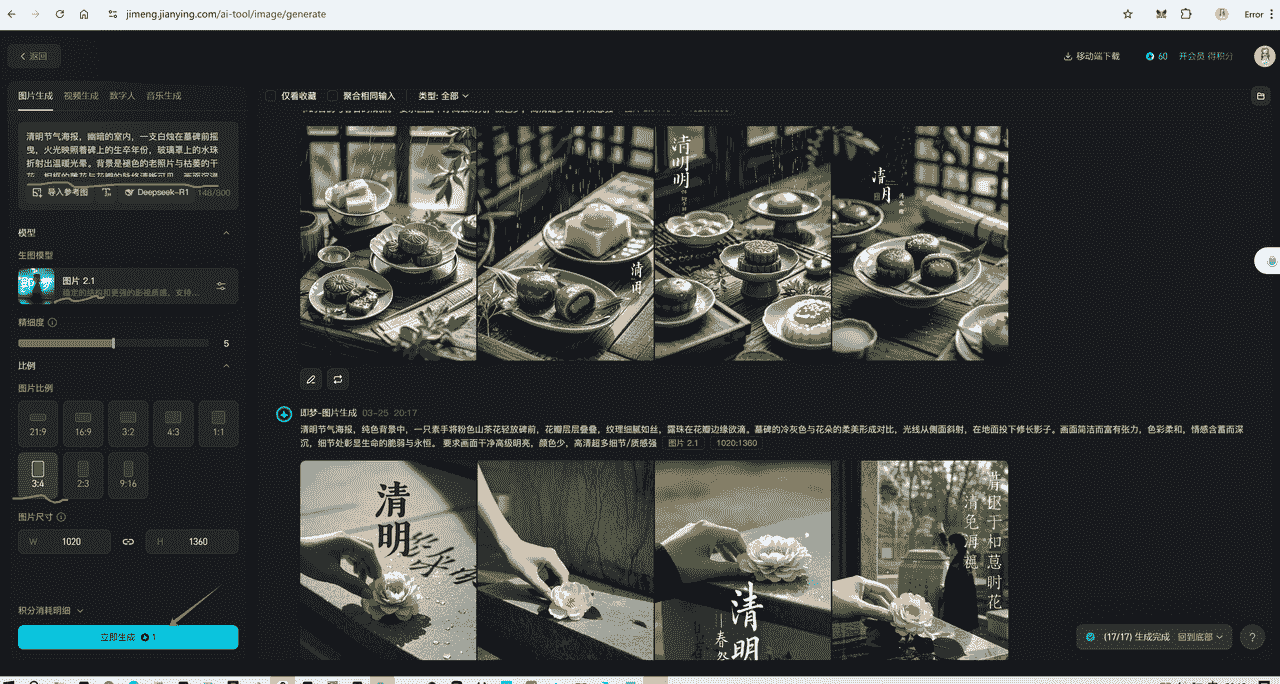 jimeng.jianying.com/ai-tool/image/generate
Error
返回
移动端下载
60
开会员 得积分
图片生成 视频生成 数字人 音乐生成
仅看收藏 聚合相同输入 类型: 全部
清明节气海报，幽暗的室内，一支白烛在墓碑前摇
曳，火光映照着碑上的生卒年份，玻璃罩上的水珠
折射出温暖光晕。背景是褪色的老照片与枯萎的干
导入参考图
Deepseek-R1
148/800
模型
生图模型
图片 2.1
稳定的结构和更强的影视质感，支持...
精细度
5
比例
图片比例
21:9
16:9
3:2
4:3
1:1
3:4
2:3
9:16
图片尺寸
W 1020
H 1360
积分消耗明细
立即生成 1
清明
即梦-图片生成 03-25 20:17
清明节气海报，纯色背景中，一只素手将粉色山茶花轻放碑前，花瓣层层叠叠，纹理细腻如丝，露珠在花瓣边缘欲滴。墓碑的冷灰色与花朵的柔美形成对比，光线从侧面斜射，在地面投下修长影子。画面简洁而富有张力，色彩柔和，情感含蓄而深
沉，细节处彰显生命的脆弱与永恒。 要求画面干净高级明亮，颜色少，高清超多细节/质感强 图片 2.1 1020:1360
清明
清明
(17/17) 生成完成 回到底部
?